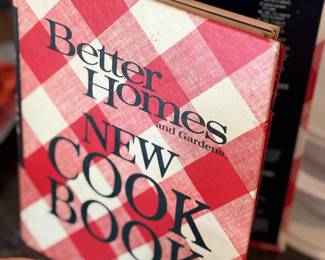 Better
Homes
and Gardens.
NEW
COOK
BOOK